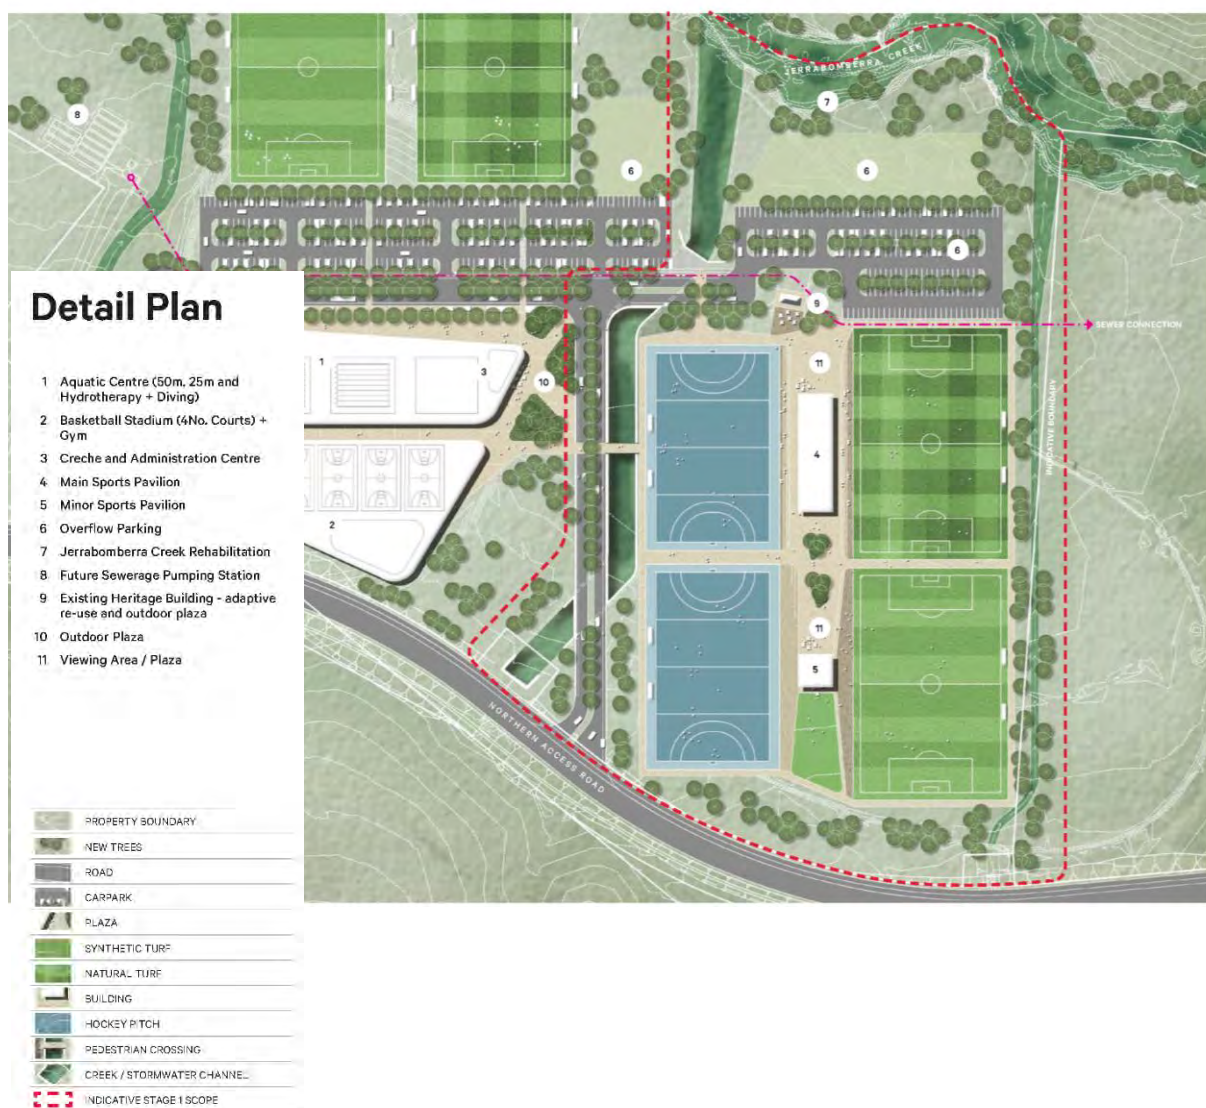 JERRABOMBERRA CREEK
8
7
6
6
6
9
SEWER CONNECTION
Detail Plan
1 Aquatic Centre (50m, 25m and
Hydrotherapy + Diving)
2 Basketball Stadium (4No. Courts) +
Gym
3 Creche and Administration Centre
4 Main Sports Pavilion
5 Minor Sports Pavilion
6 Overflow Parking
7 Jerrabomberra Creek Rehabilitation
8 Future Sewerage Pumping Station
9 Existing Heritage Building - adaptive
re-use and outdoor plaza
10 Outdoor Plaza
11 Viewing Area / Plaza
1
3
10
11
INDICATIVE BOUNDARY
4
2
11
5
NORTHERN ACCESS ROAD
PROPERTY BOUNDARY
NEW TREES
ROAD
CARPARK
PLAZA
SYNTHETIC TURF
NATURAL TURF
BUILDING
HOCKEY PITCH
PEDESTRIAN CROSSING
CREEK / STORMWATER CHANNEL
INDICATIVE STAGE 1 SCOPE